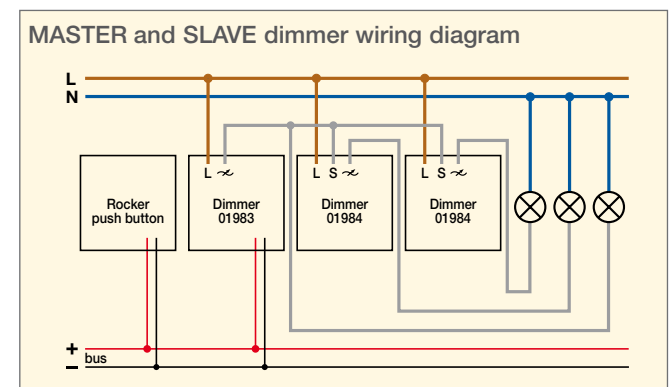 MASTER and SLAVE dimmer wiring diagram
L
N
L
L S
L S
Rocker
push button
Dimmer
01983
Dimmer
01984
Dimmer
01984
+
bus
–